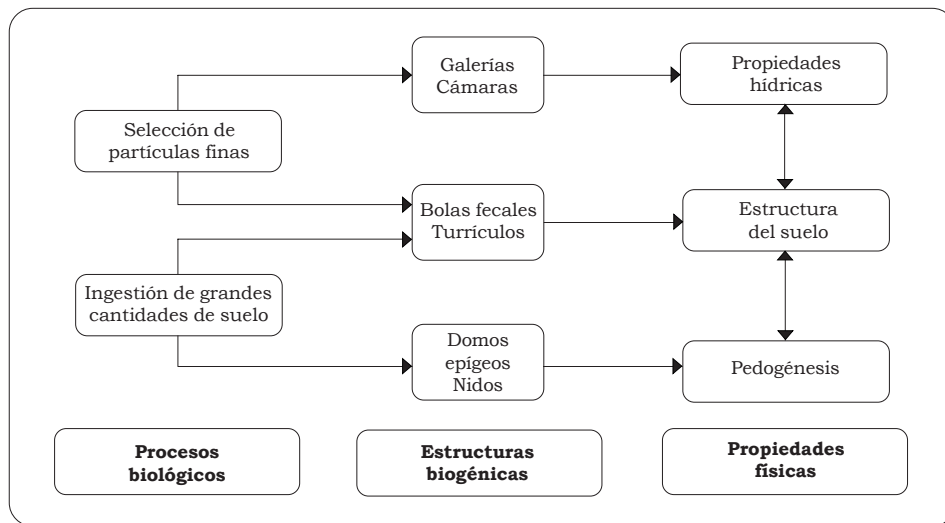 Galerías
Cámaras
Propiedades
hídricas
Selección de
partículas finas
Bolas fecales
Turrículos
Estructura
del suelo
Ingestión de grandes
cantidades de suelo
Domos
epígeos
Nidos
Pedogénesis
Procesos
biológicos
Estructuras
biogénicas
Propiedades
físicas